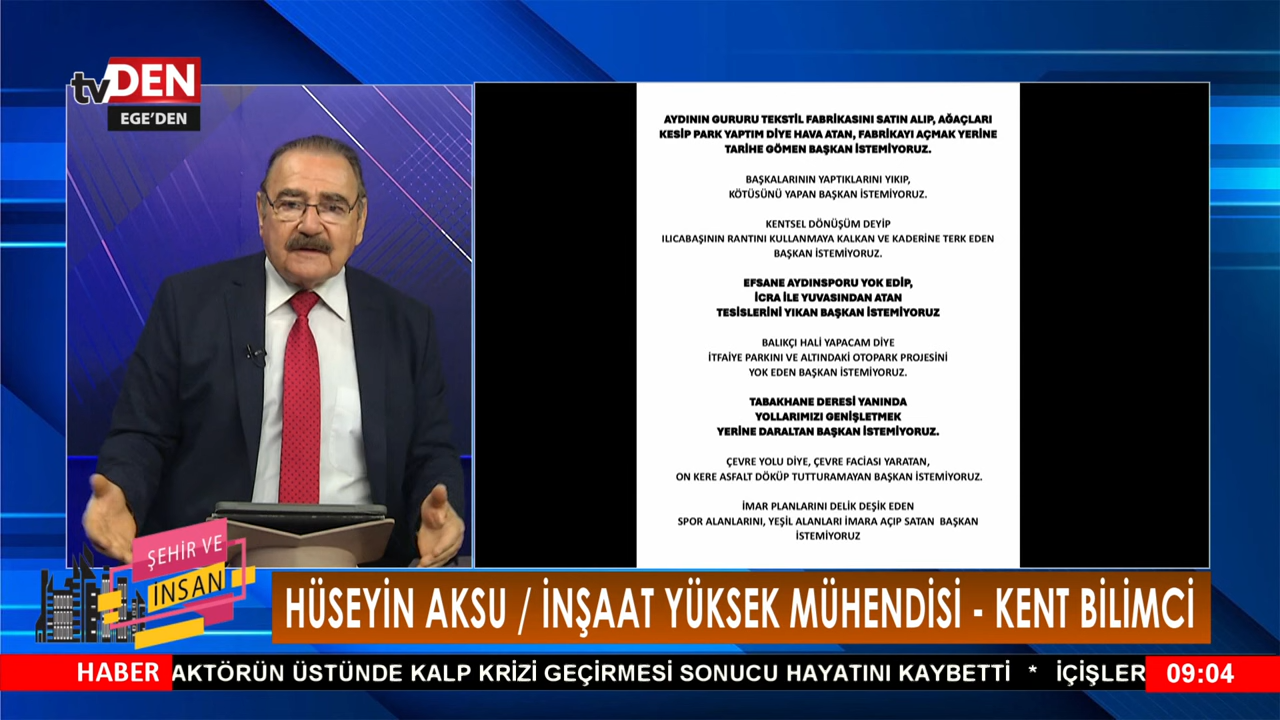 tvDEN
EGE'DEN
AYDININ GURURU TEKSTİL FABRİKASINI SATIN ALIP, AĞAÇLARI
KESİP PARK YAPTIM DİYE HAVA ATAN, FABRİKAYI AÇMAK YERİNE
TARİHE GÖMEN BAŞKAN İSTEMİYORUZ.
BAŞKALARININ YAPTIKLARINI YIKIP,
KÖTÜSÜNÜ YAPAN BAŞKAN İSTEMİYORUZ.
KENTSEL DÖNÜŞÜM DEYİP
ILICABAŞININ RANTINI KULLANMAYA KALKAN VE KADERİNE TERK EDEN
BAŞKAN İSTEMİYORUZ.
EFSANE AYDINSPORU YOK EDİP,
İCRA İLE YUVASINDAN ATAN
TESİSLERİNİ YIKAN BAŞKAN İSTEMİYORUZ
BALIKÇI HALİ YAPACAM DİYE
İTFAİYE PARKINI VE ALTINDAKİ OTOPARK PROJESİNİ
YOK EDEN BAŞKAN İSTEMİYORUZ.
TABAKHANE DERESİ YANINDA
YOLLARIMIZI GENİŞLETMEK
YERİNE DARALTAN BAŞKAN İSTEMİYORUZ.
ÇEVRE YOLU DİYE, ÇEVRE FACİASI YARATAN,
ON KERE ASFALT DÖKÜP TUTTURAMAYAN BAŞKAN İSTEMİYORUZ.
İMAR PLANLARINI DELİK DEŞİK EDEN
SPOR ALANLARINI, YEŞİL ALANLARI İMARA AÇIP SATAN BAŞKAN
İSTEMİYORUZ
ŞEHİR VE
İNSAN
HÜSEYİN AKSU / İNŞAAT YÜKSEK MÜHENDİSİ - KENT BİLİMCİ
HABER AKTÖRÜN ÜSTÜNDE KALP KRİZİ GEÇİRMESİ SONUCU HAYATINI KAYBETTİ * İÇİŞLER 09:04